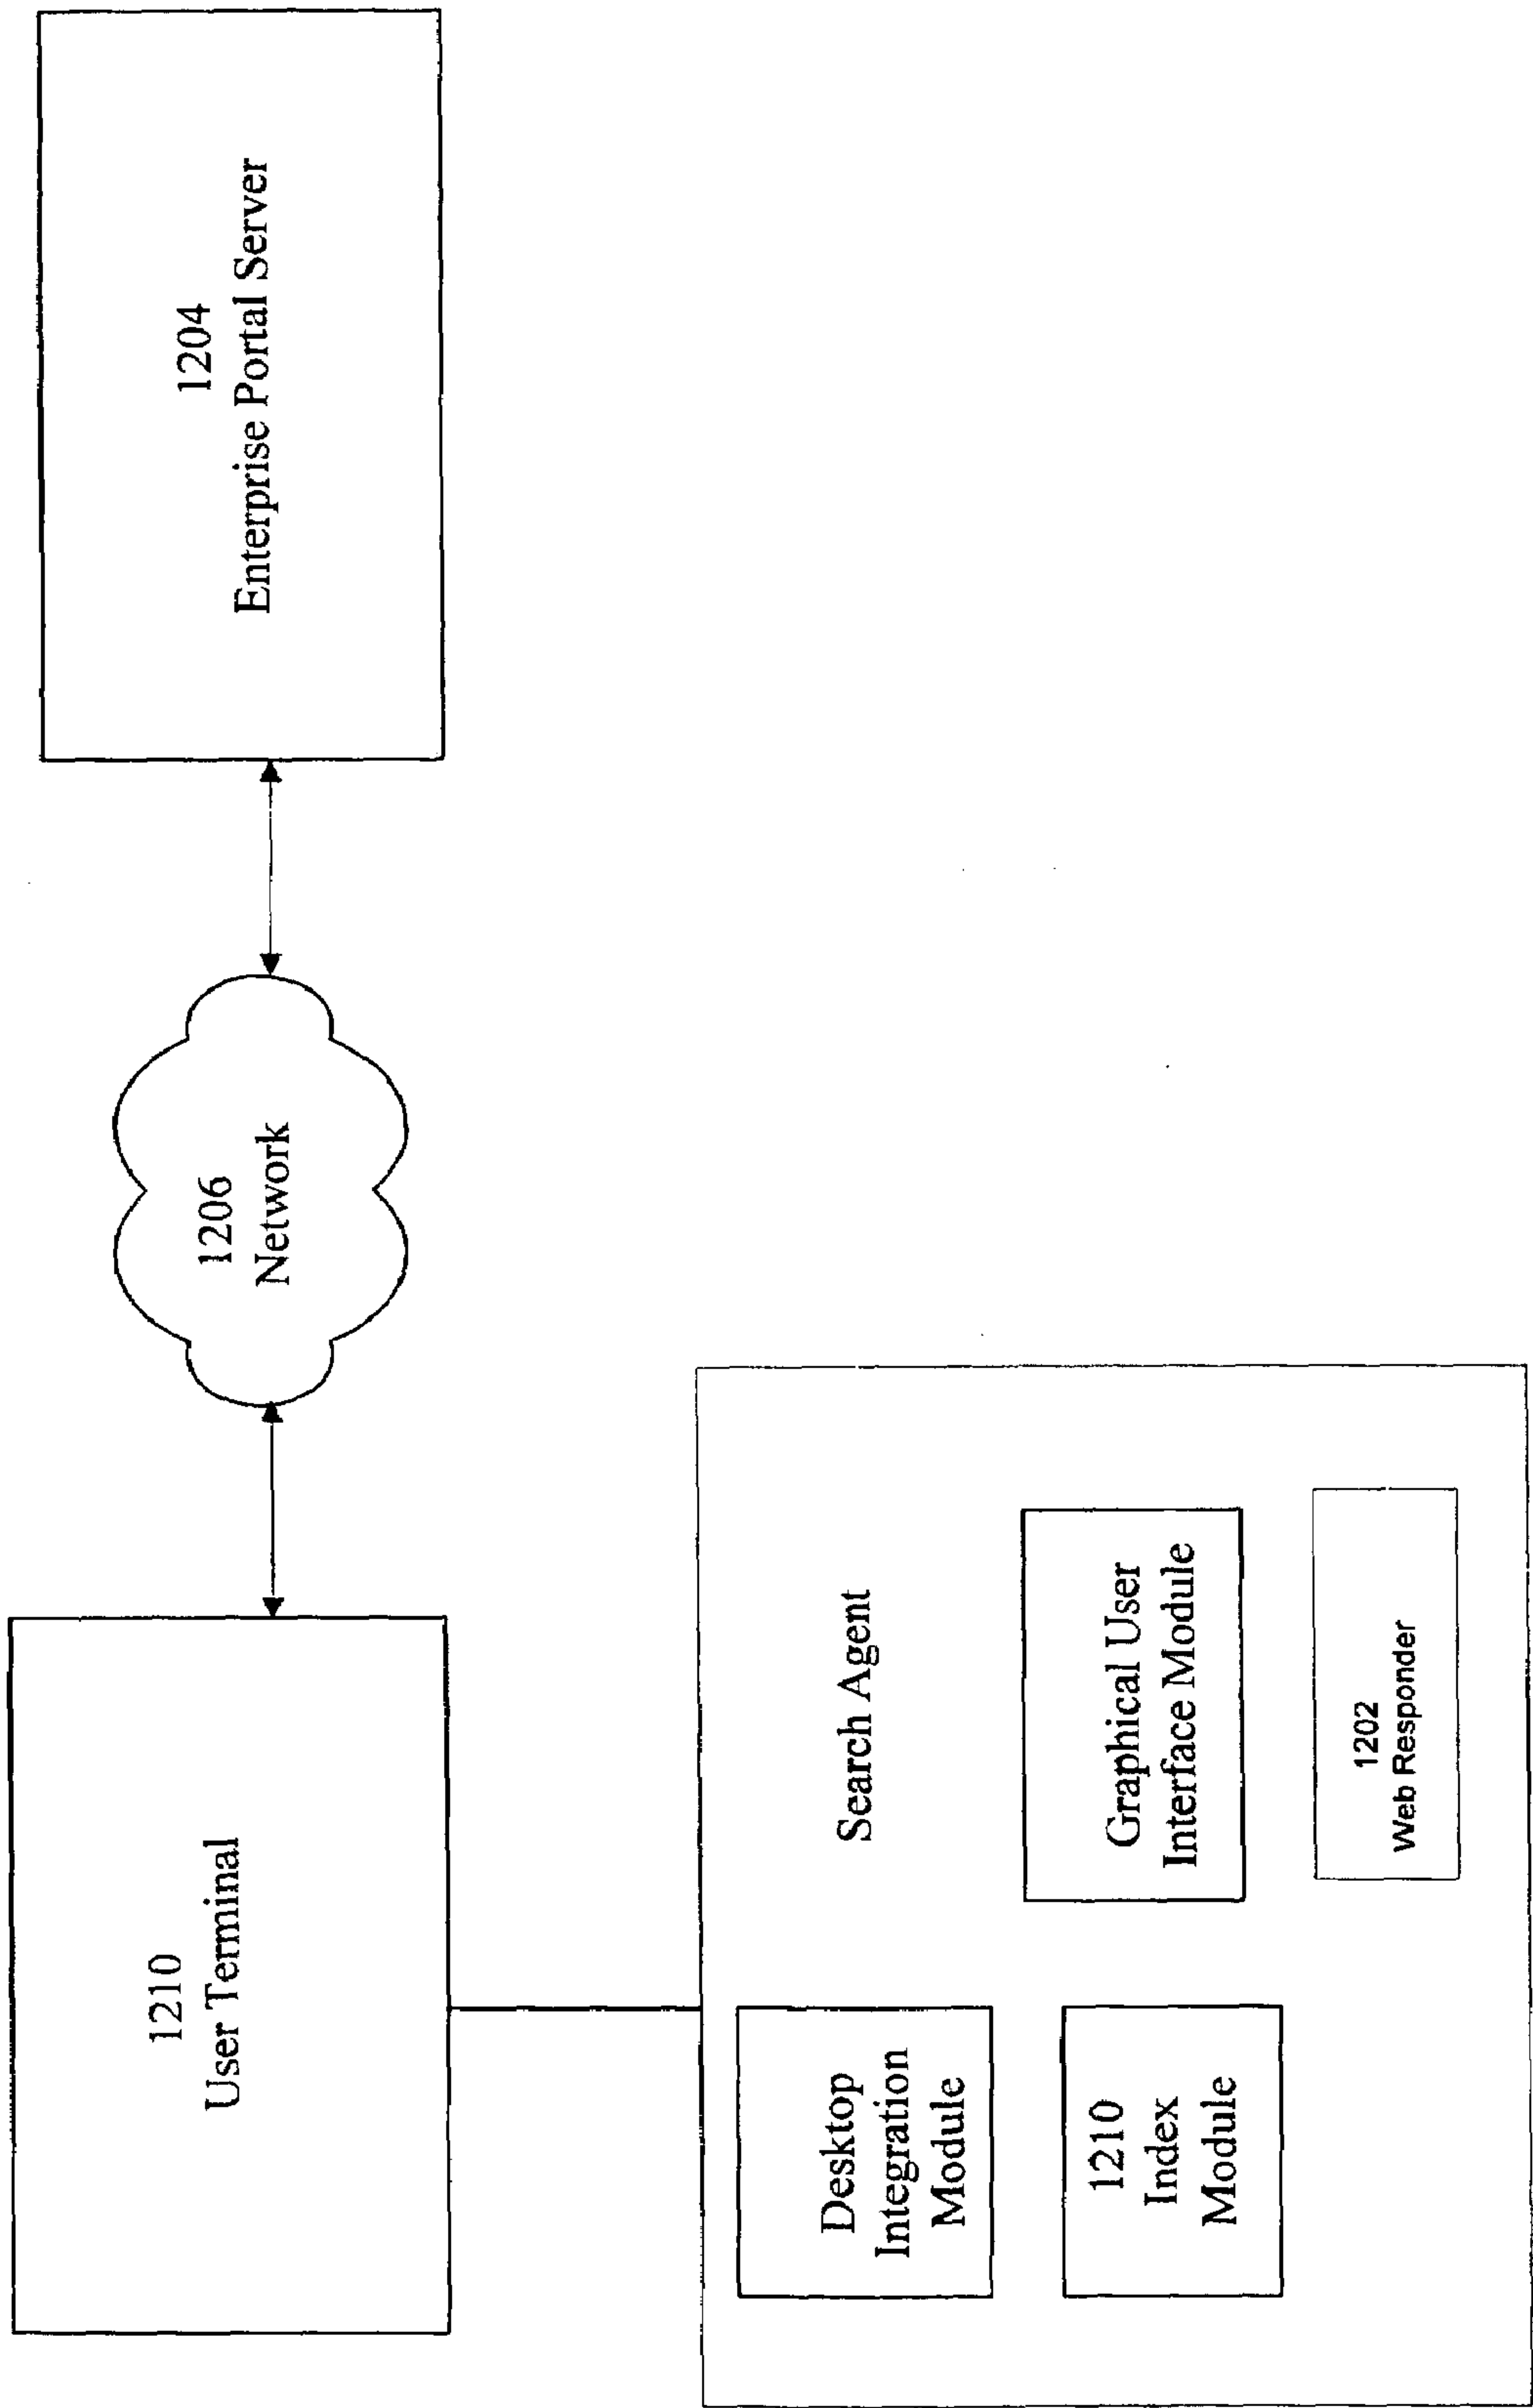 1210
User Terminal
1206
Network
1204
Enterprise Portal Server
Search Agent
Desktop
Integration
Module
Graphical User
Interface Module
1210
Index
Module
1202
Web Responder